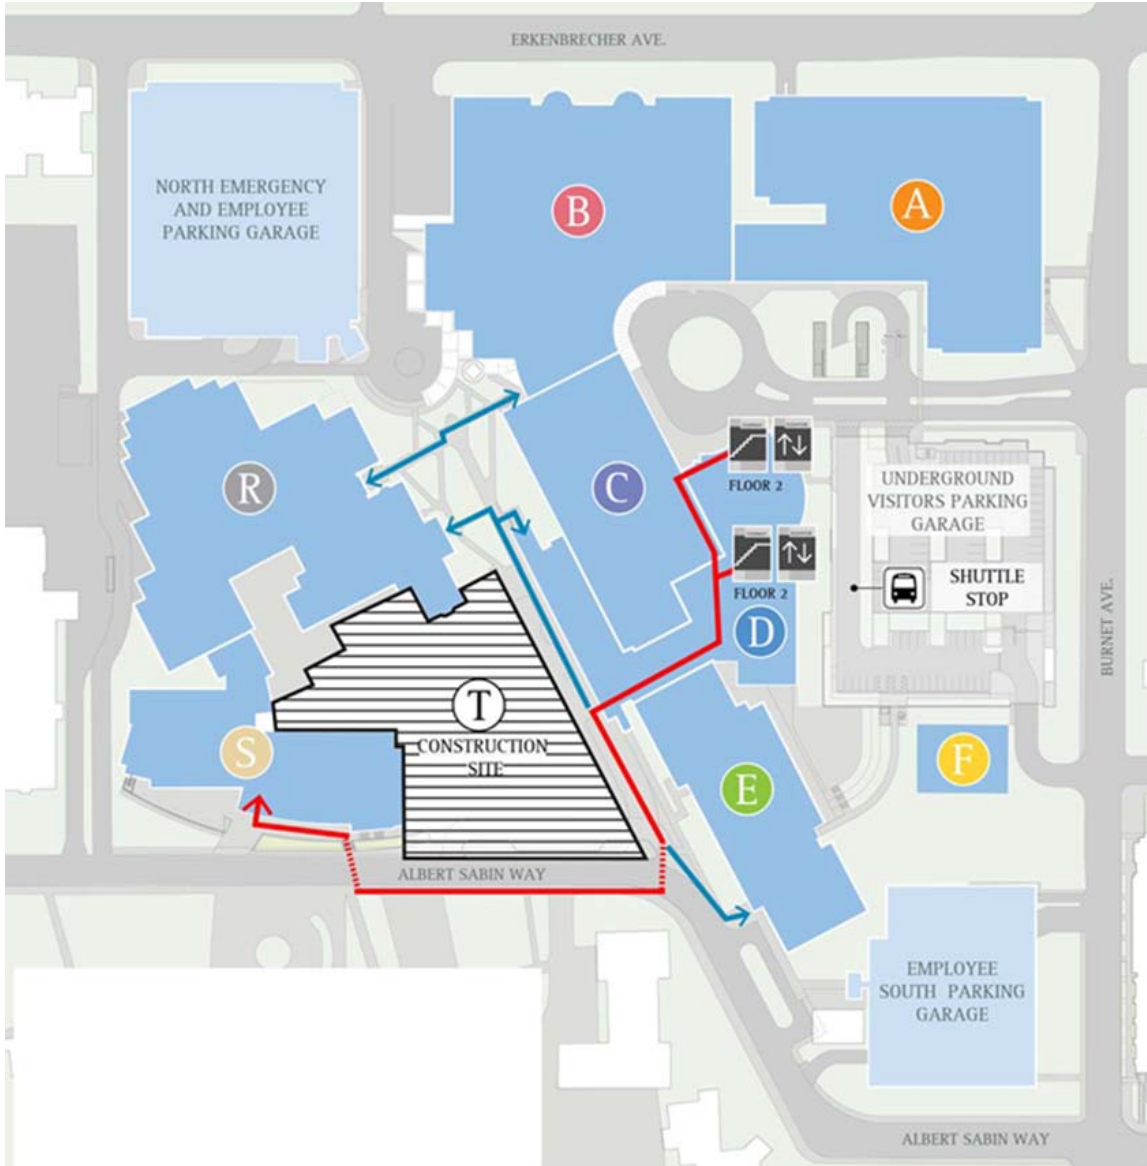 ERKENBRECHER AVE.
NORTH EMERGENCY
AND EMPLOYEE
PARKING GARAGE
B
A
R
C
FLOOR 2
UNDERGROUND
VISITORS PARKING
GARAGE
SHUTTLE
STOP
FLOOR 2
D
BURNET AVE.
T
CONSTRUCTION
SITE
S
E
F
ALBERT SABIN WAY
EMPLOYEE
SOUTH PARKING
GARAGE
ALBERT SABIN WAY